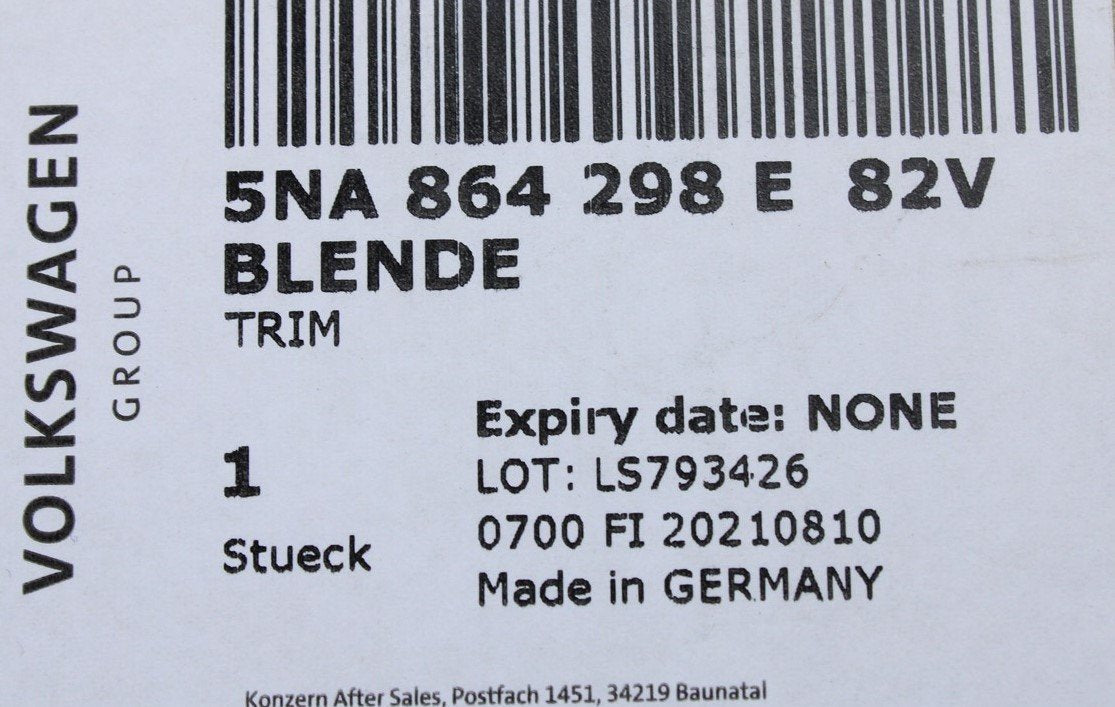 VOLKSWAGEN
GROUP
5NA 864 298 E 82V
BLENDE
TRIM
1
Stueck
Expiry date: NONE
LOT: LS793426
0700 FI 20210810
Made in GERMANY
Konzern After Sales, Postfach 1451, 34219 Baunatal